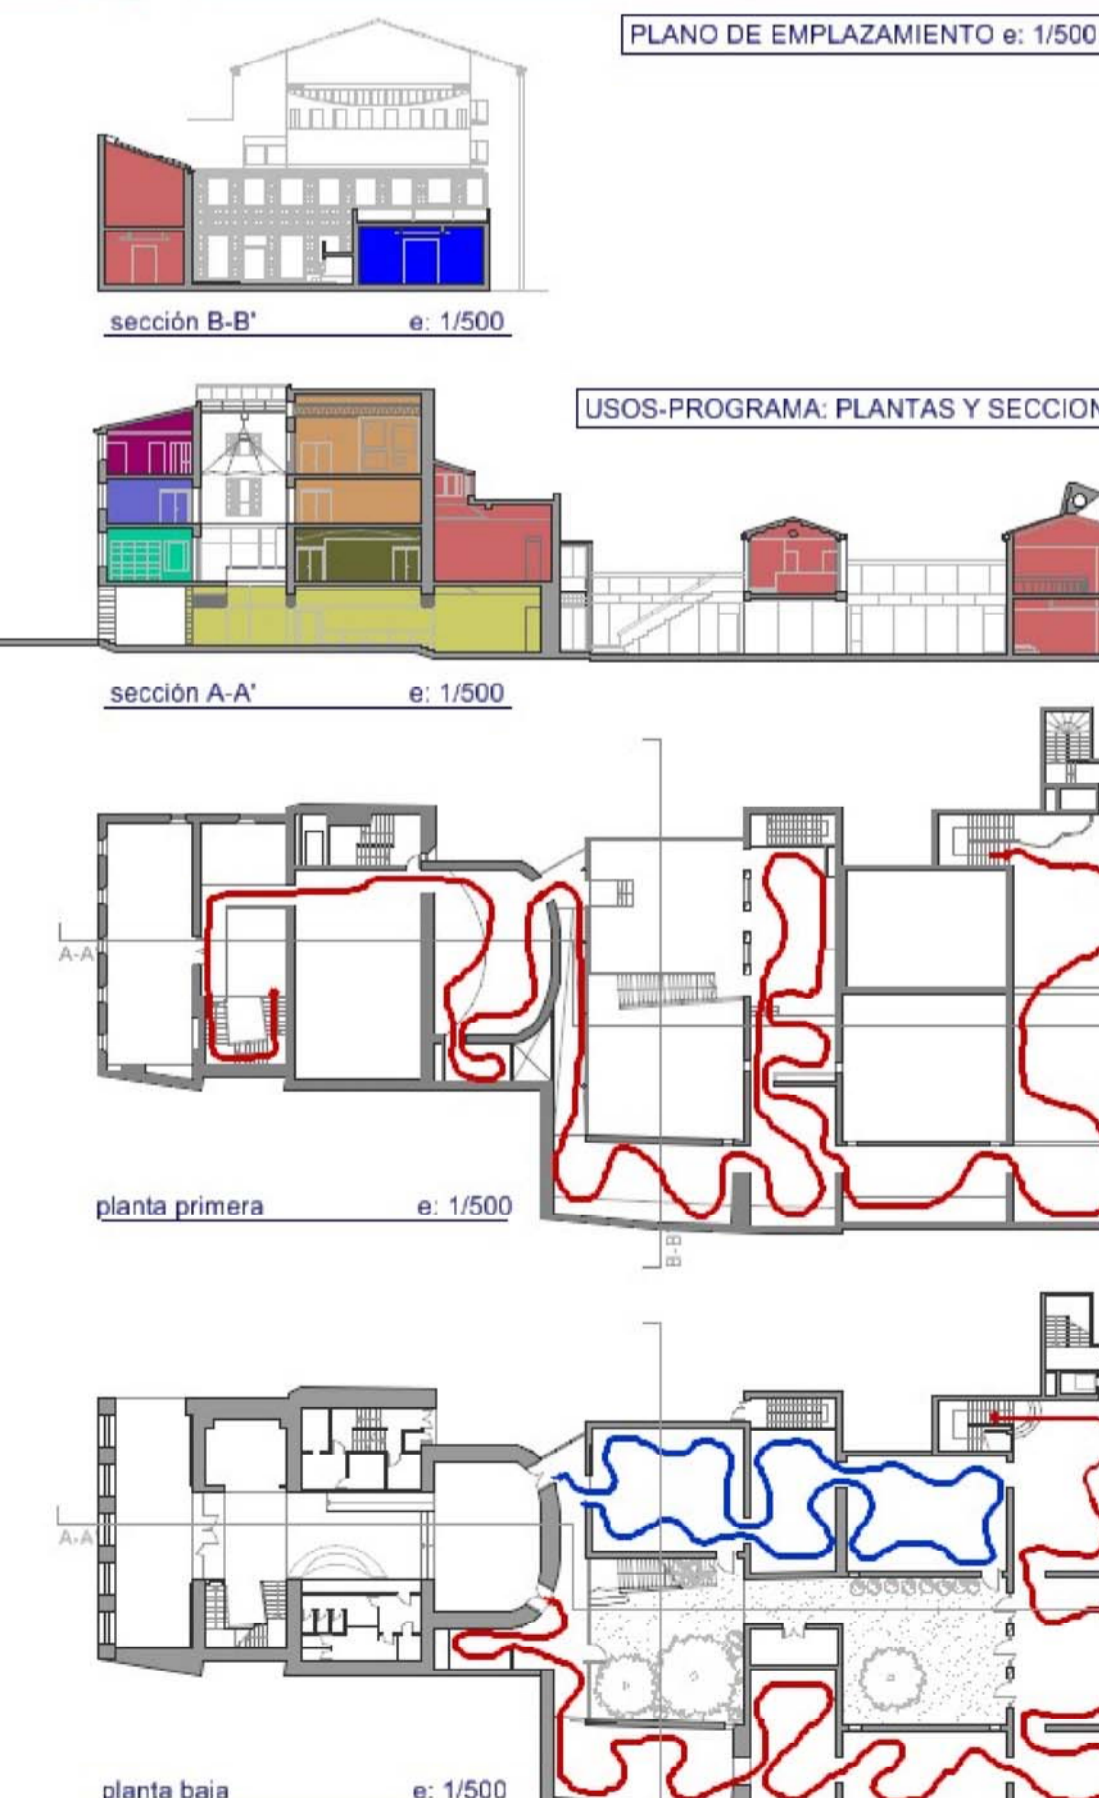 PLANO DE EMPLAZAMIENTO e: 1/500
sección B-B' e: 1/500
USOS-PROGRAMA: PLANTAS Y SECCION
sección A-A' e: 1/500
A-A'
planta primera e: 1/500
B-B'
A-A'
planta baja e: 1/500